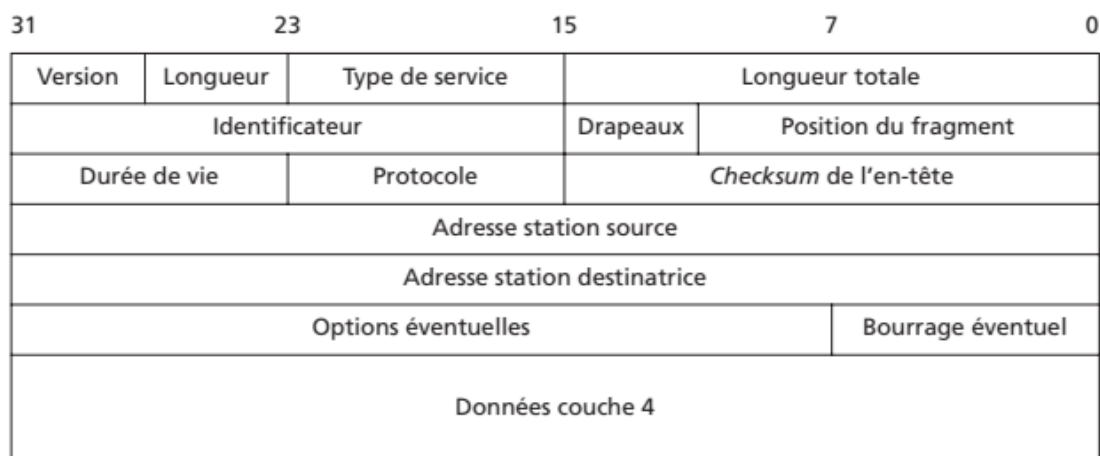 31 23 15 7 0
Version Longueur Type de service Longueur totale
Identificateur Drapeaux Position du fragment
Durée de vie Protocole Checksum de l'en-tête
Adresse station source
Adresse station destinatrice
Options éventuelles Bourrage éventuel
Données couche 4